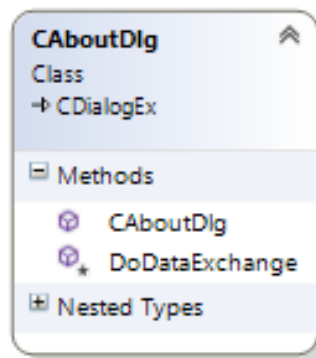 CAboutDlg
Class
CDialogEx
Methods
CAboutDlg
DoDataExchange
Nested Types